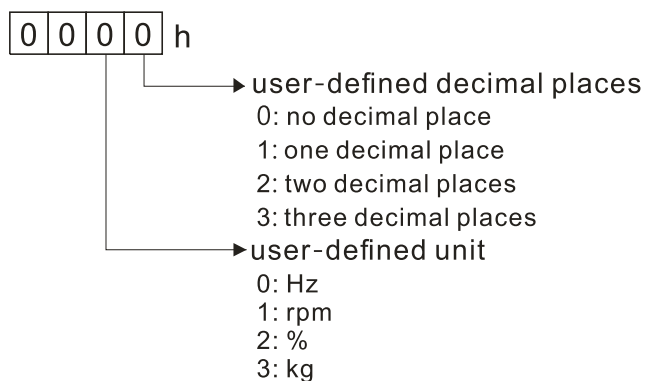 0 0 0 0 h
user-defined decimal places
0: no decimal place
1: one decimal place
2: two decimal places
3: three decimal places
user-defined unit
0: Hz
1: rpm
2: %
3: kg